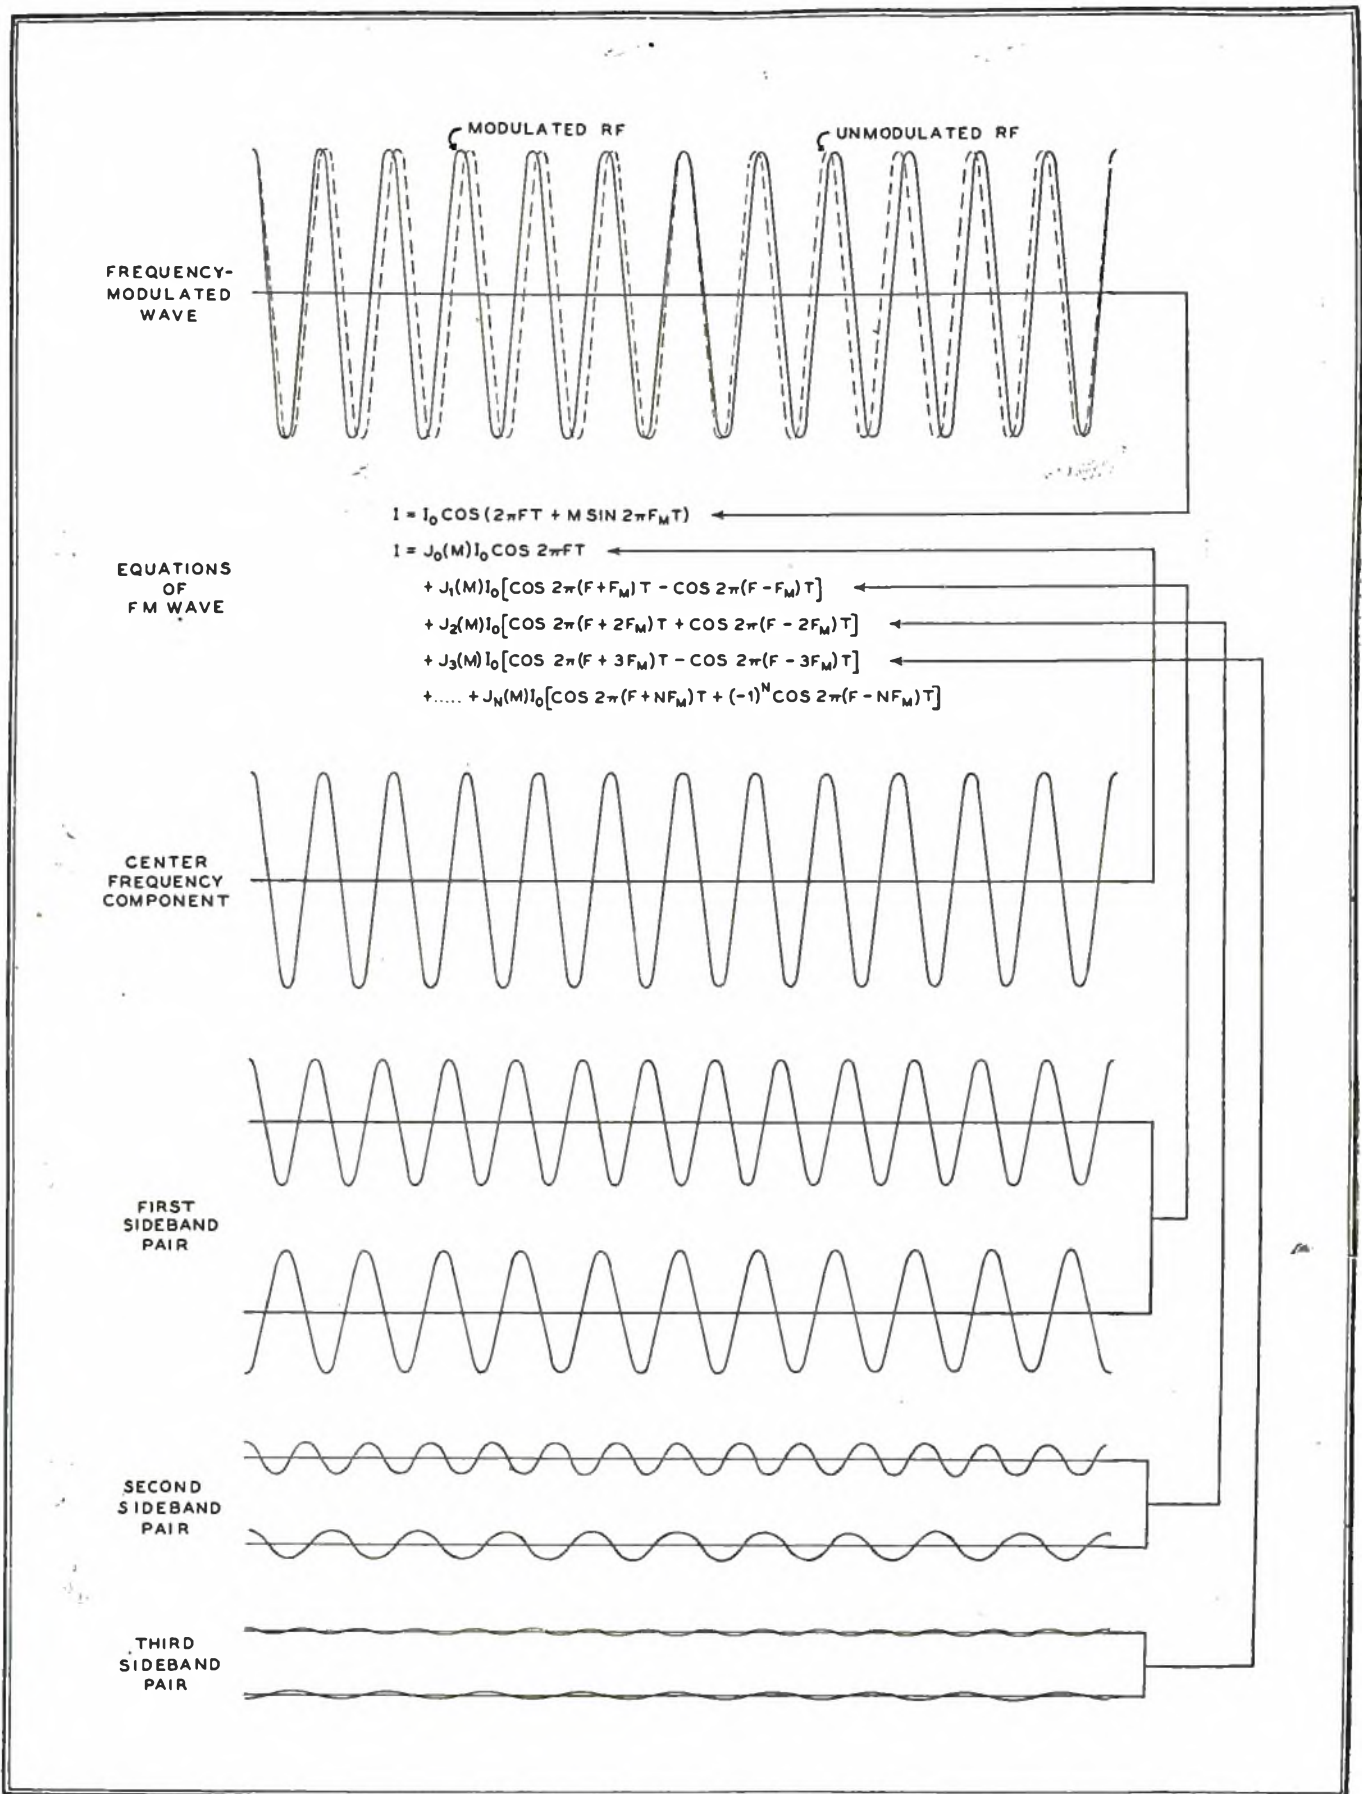 MODULATED RF
UNMODULATED RF
FREQUENCY-
MODULATED
WAVE
I = I₀ COS (2πFT + M SIN 2πF_M T)
EQUATIONS
OF
FM WAVE
I = J₀(M)I₀ COS 2πFT
+ J₁(M)I₀[COS 2π(F+F_M)T - COS 2π(F-F_M)T]
+ J₂(M)I₀[COS 2π(F + 2F_M)T + COS 2π(F - 2F_M)T]
+ J₃(M)I₀[COS 2π(F + 3F_M)T - COS 2π(F - 3F_M)T]
+..... + J_N(M)I₀[COS 2π(F+NF_M)T + (-1)^N COS 2π(F-NF_M)T]
CENTER
FREQUENCY
COMPONENT
FIRST
SIDEBAND
PAIR
SECOND
SIDEBAND
PAIR
THIRD
SIDEBAND
PAIR